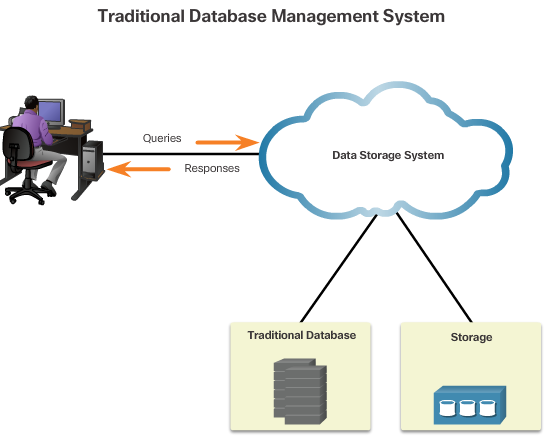 Traditional Database Management System
Queries
Responses
Data Storage System
Traditional Database
Storage